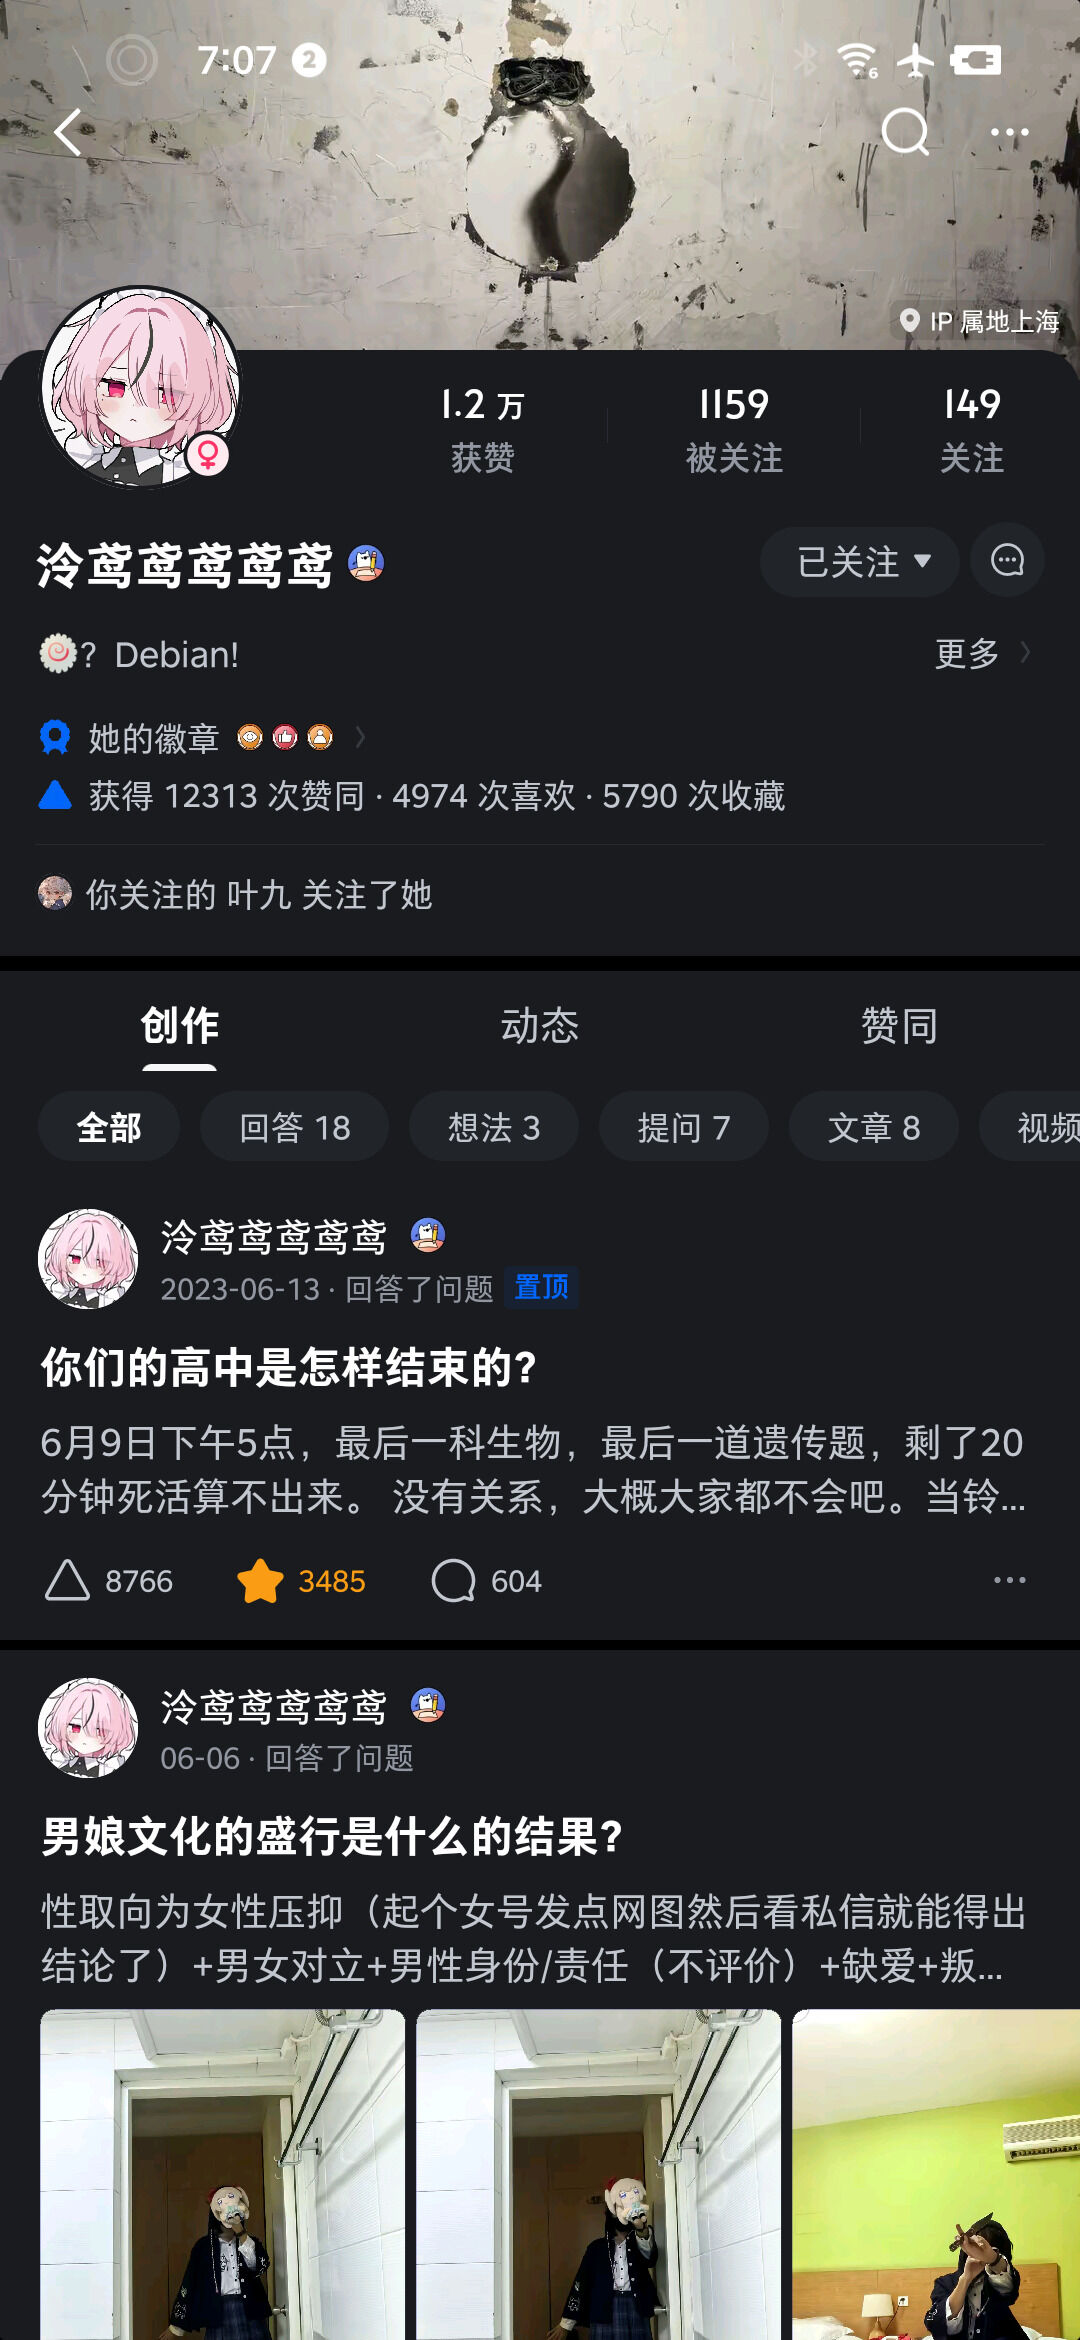 7:07 2
6
IP 属地上海
1.2 万
获赞
1159
被关注
149
关注
泠鸢鸢鸢鸢鸢
已关注
🍥? Debian!
更多
她的徽章
获得 12313 次赞同 · 4974 次喜欢 · 5790 次收藏
你关注的 叶九 关注了她
创作 动态 赞同
全部 回答 18 想法 3 提问 7 文章 8 视频
泠鸢鸢鸢鸢鸢
2023-06-13 · 回答了问题 置顶
你们的高中是怎样结束的?
6月9日下午5点，最后一科生物，最后一道遗传题，剩了20
分钟死活算不出来。 没有关系，大概大家都不会吧。当铃...
8766 3485 604
泠鸢鸢鸢鸢鸢
06-06 · 回答了问题
男娘文化的盛行是什么的结果?
性取向为女性压抑（起个女号发点网图然后看私信就能得出
结论了）+男女对立+男性身份/责任（不评价）+缺爱+叛...